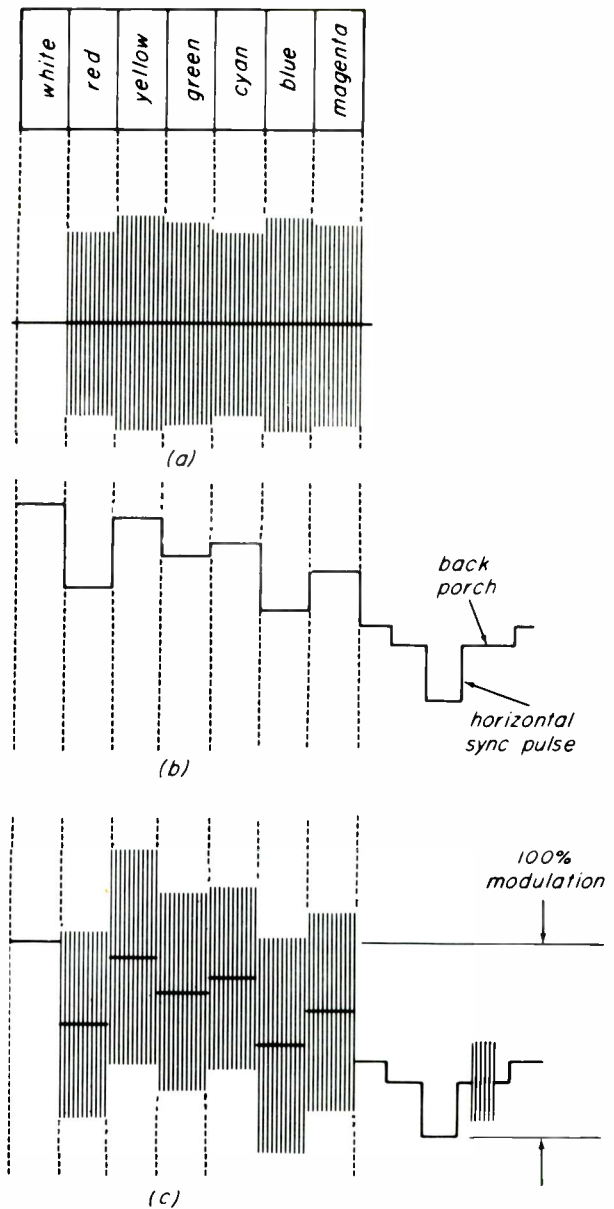 white
red
yellow
green
cyan
blue
magenta
(a)
back
porch
horizontal
sync pulse
(b)
100%
modulation
(c)